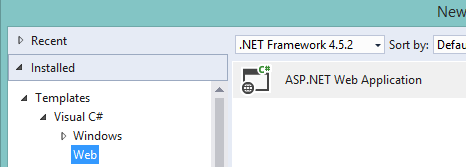 New
Recent
.NET Framework 4.5.2 Sort by: Defau
Installed
C# ASP.NET Web Application
Templates
Visual C#
Windows
Web